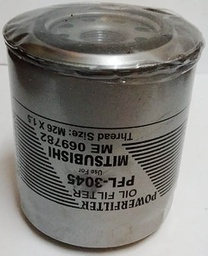 POWERFILTER
OIL FILTER
PFL-3045
Use For
MITSUBISHI
ME 069782
Thread Size: M26 X 1.5